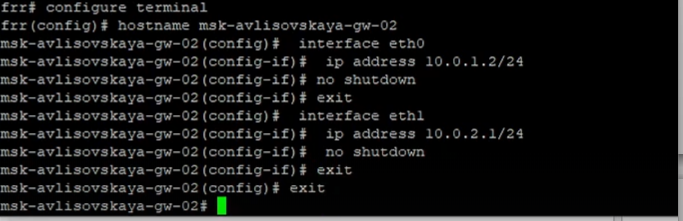 frr# configure terminal
frr(config)# hostname msk-avlisovskaya-gw-02
msk-avlisovskaya-gw-02(config)#  interface eth0
msk-avlisovskaya-gw-02(config-if)#  ip address 10.0.1.2/24
msk-avlisovskaya-gw-02(config-if)# no shutdown
msk-avlisovskaya-gw-02(config-if)# exit
msk-avlisovskaya-gw-02(config)#  interface eth1
msk-avlisovskaya-gw-02(config-if)#  ip address 10.0.2.1/24
msk-avlisovskaya-gw-02(config-if)#  no shutdown
msk-avlisovskaya-gw-02(config-if)# exit
msk-avlisovskaya-gw-02(config)# exit
msk-avlisovskaya-gw-02#